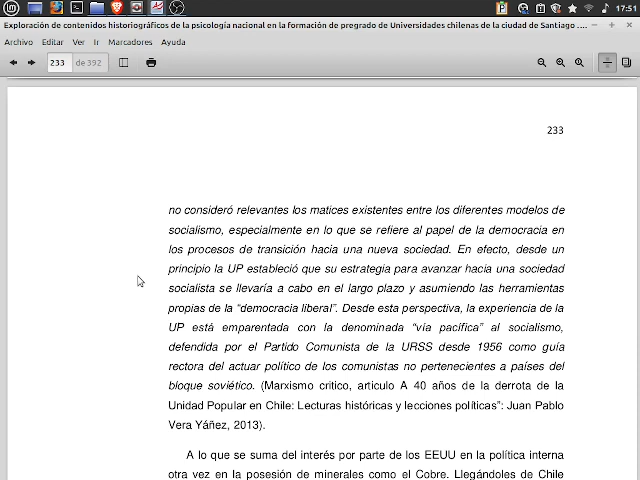 17:51
Exploración de contenidos historiográficos de la psicología nacional en la formación de pregrado de Universidades chilenas de la ciudad de Santiago ....
Archivo Editar Ver Ir Marcadores Ayuda
233 de 392
233
no consideró relevantes los matices existentes entre los diferentes modelos de
socialismo, especialmente en lo que se refiere al papel de la democracia en
los procesos de transición hacia una nueva sociedad. En efecto, desde un
principio la UP estableció que su estrategia para avanzar hacia una sociedad
socialista se llevaría a cabo en el largo plazo y asumiendo las herramientas
propias de la “democracia liberal”. Desde esta perspectiva, la experiencia de la
UP está emparentada con la denominada “vía pacífica” al socialismo,
defendida por el Partido Comunista de la URSS desde 1956 como guía
rectora del actuar político de los comunistas no pertenecientes a países del
bloque soviético. (Marxismo critico, articulo A 40 años de la derrota de la
Unidad Popular en Chile: Lecturas históricas y lecciones políticas”: Juan Pablo
Vera Yáñez, 2013).
A lo que se suma del interés por parte de los EEUU en la política interna
otra vez en la posesión de minerales como el Cobre. Llegándoles de Chile